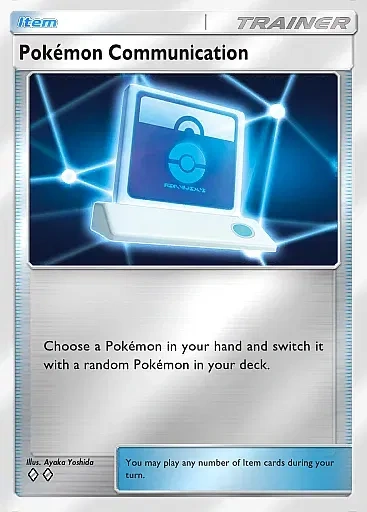 Item
TRAINER
Pokémon Communication
Choose a Pokémon in your hand and switch it
with a random Pokémon in your deck.
Illus. Ayaka Yoshida
You may play any number of Item cards during your
turn.